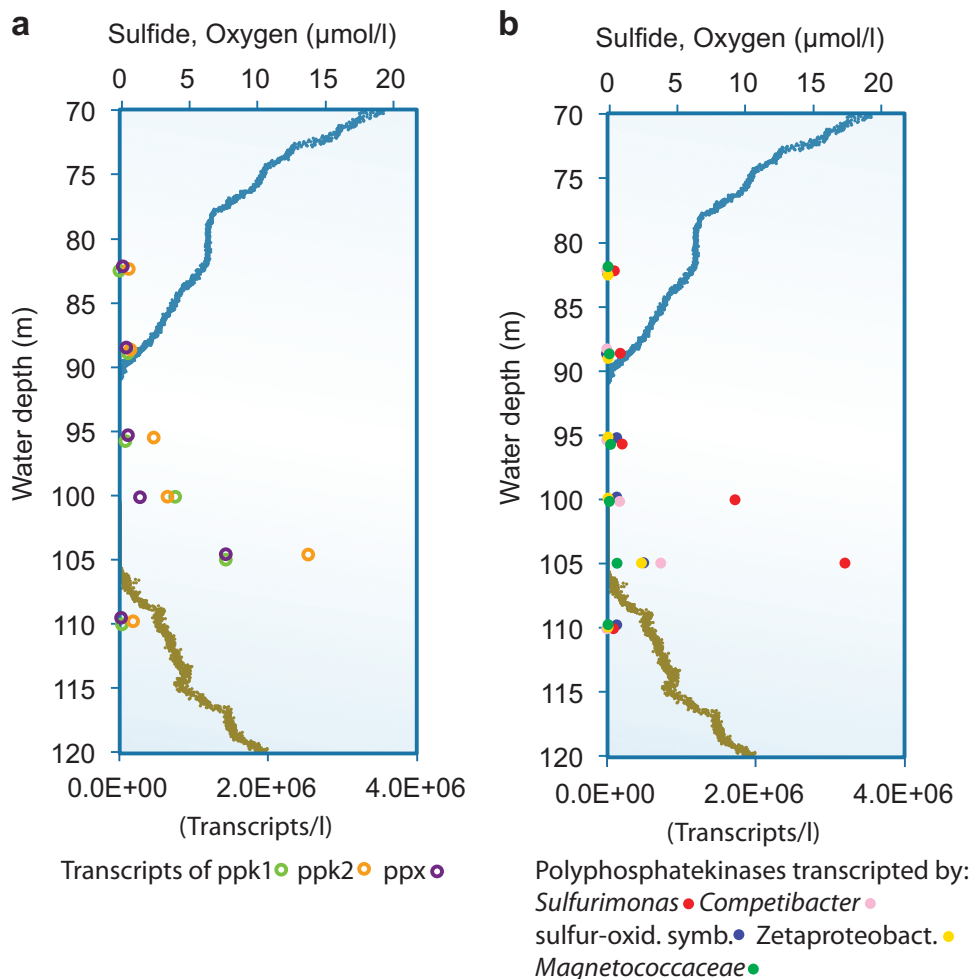 a
Sulfide, Oxygen (µmol/l)
0 5 10 15 20
70
75
80
85
90
95
100
105
110
115
120
Water depth (m)
0.0E+00 2.0E+06 4.0E+06
(Transcripts/l)
Transcripts of ppk1 ppk2 ppx
b
Sulfide, Oxygen (µmol/l)
0 5 10 15 20
70
75
80
85
90
95
100
105
110
115
120
Water depth (m)
0.0E+00 2.0E+06 4.0E+06
(Transcripts/l)
Polyphosphatekinases transcripted by:
Sulfurimonas Competibacter
sulfur-oxid. symb. Zetaproteobact.
Magnetococcaceae